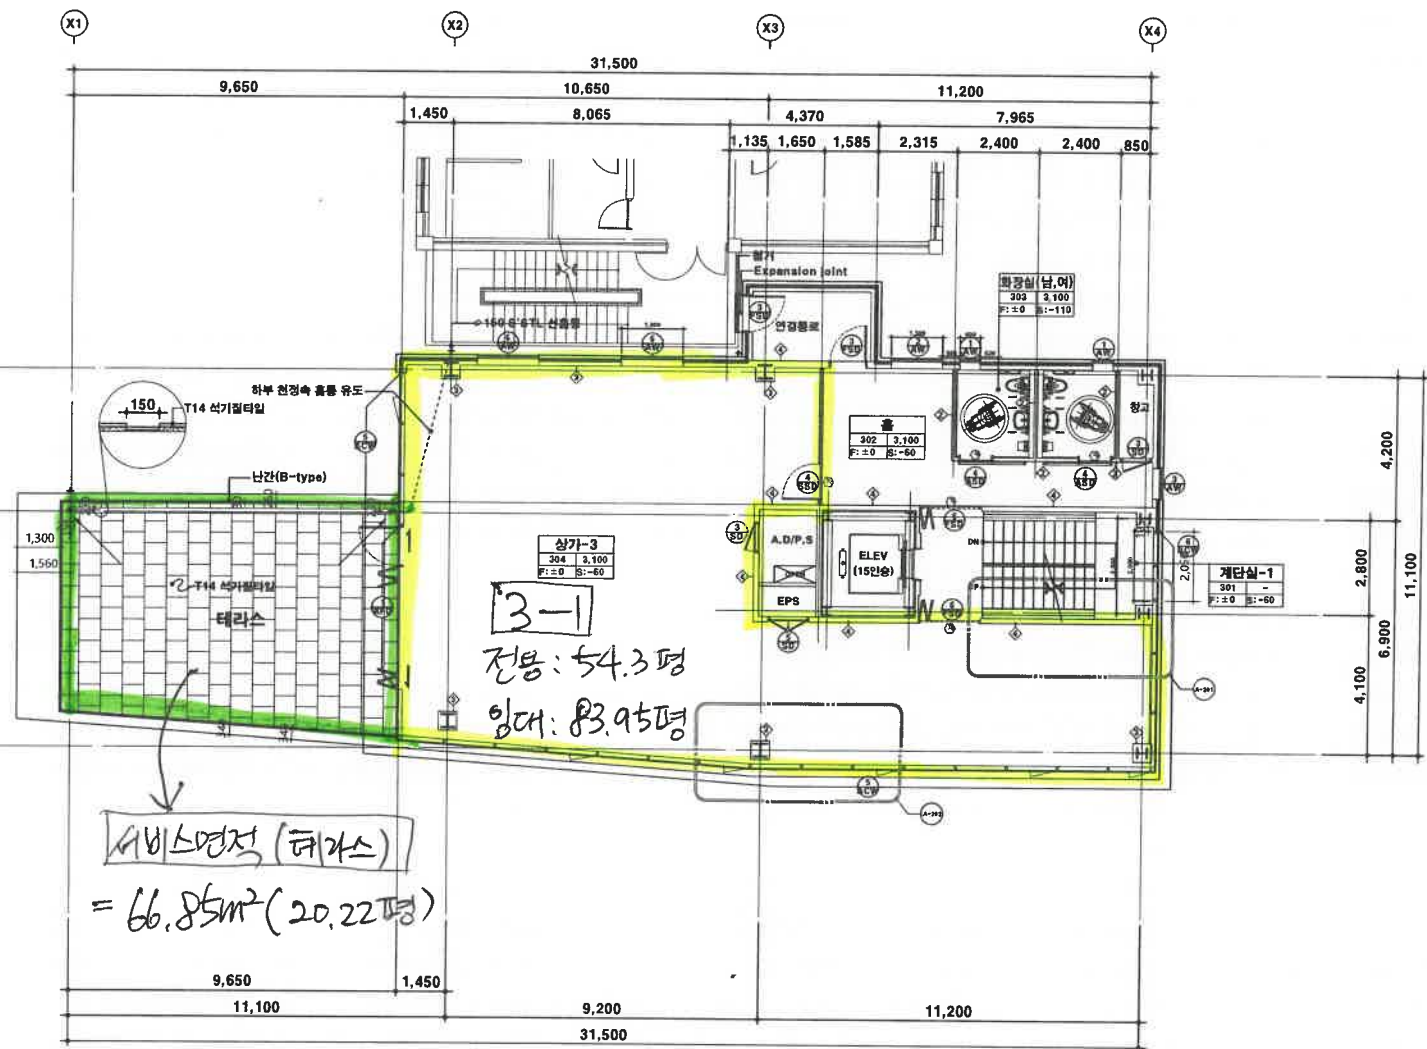 X1
X2
X3
X4
31,500
9,650
10,650
11,200
1,450
8,065
4,370
7,965
1,135
1,650
1,585
2,315
2,400
2,400
850
Expansion joint
연결통로
화장실(남,여)
303 3,100
F:±0 S:-110
하부 천정속 홈통 유도
150
T14 석기질타일
난간(B-type)
홀
302 3,100
F:±0 S:-60
창고
4,200
2,800
11,100
6,900
4,100
1,300
1,560
T14 석기질타일
테라스
상가-3
304 3,100
F:±0 S:-60
A.D/P.S
EPS
ELEV
(15인승)
DN
계단실-1
301 -
F:±0 S:-60
3-1
전용: 54.3평
임대: 83.95평
A-201
서비스면적 (테라스)
= 66.85m²(20.22평)
9,650
1,450
11,100
9,200
11,200
31,500